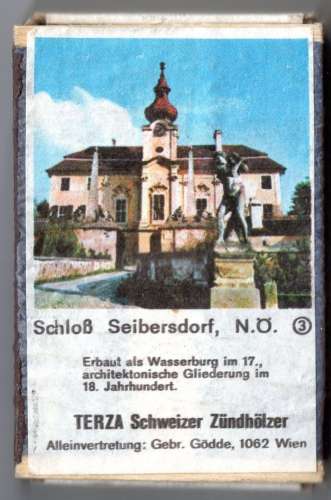 Schloß Seibersdorf, N.Ö. ③
Erbaut als Wasserburg im 17.,
architektonische Gliederung im
18. Jahrhundert.
TERZA Schweizer Zündhölzer
Alleinvertretung: Gebr. Gödde, 1062 Wien